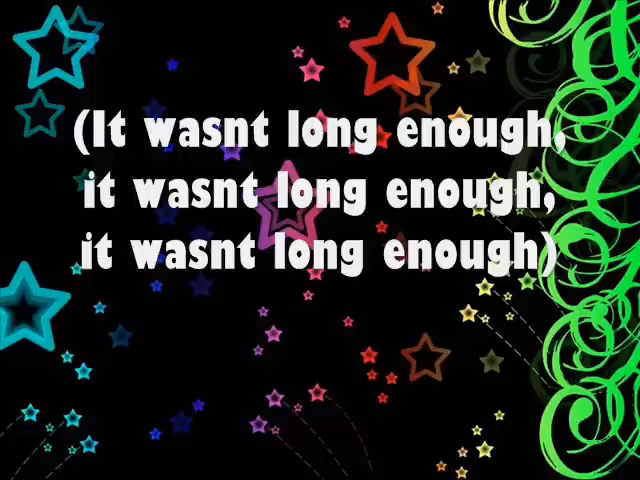 (It wasnt long enough,
it wasnt long enough,
it wasnt long enough)